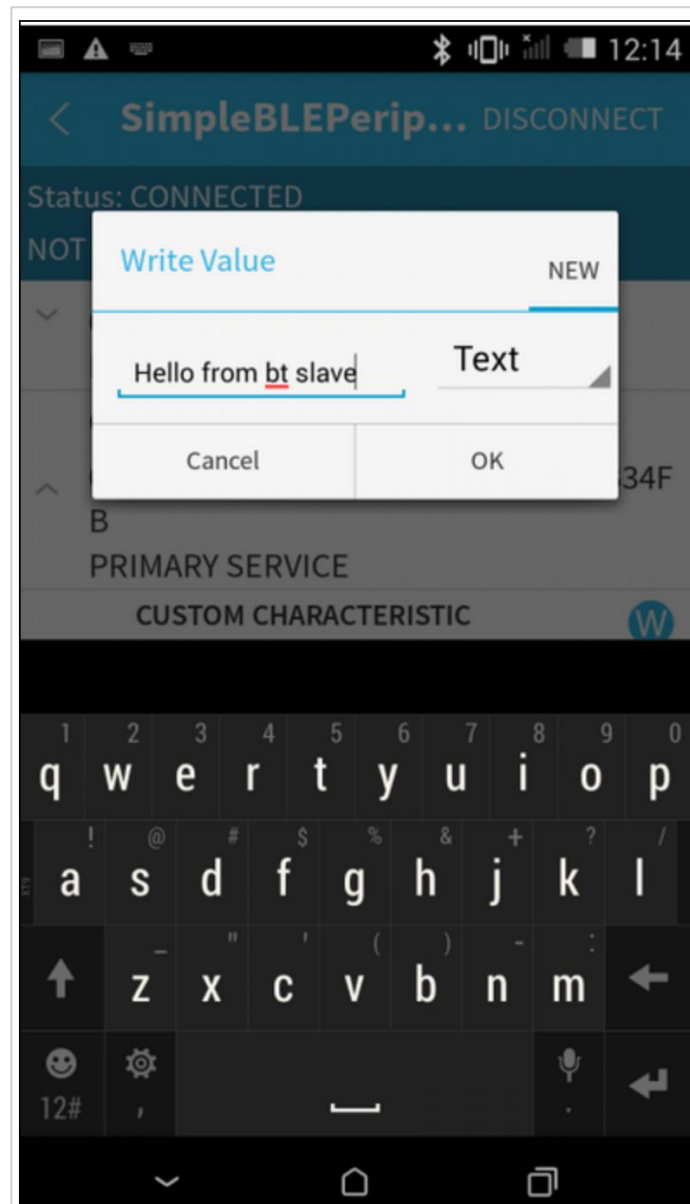 12:14
SimpleBLEPerip... DISCONNECT
Status: CONNECTED
NOT
Write Value
NEW
Hello from bt slave
Text
Cancel
OK
34F
B
PRIMARY SERVICE
CUSTOM CHARACTERISTIC
W
1 2 3 4 5 6 7 8 9 0
q w e r t y u i o p
! @ # $ % & + ? /
a s d f g h j k l
_ " ' ( ) - :
z x c v b n m
12# , .